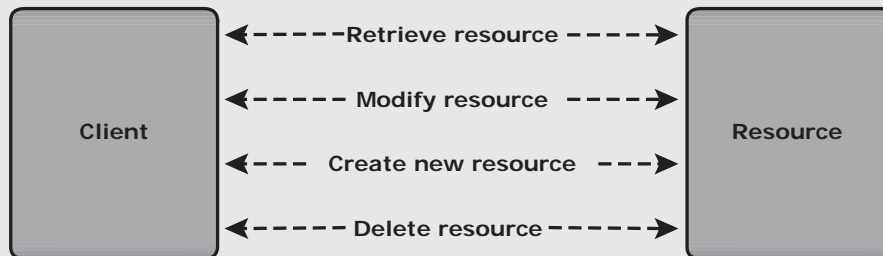 Retrieve resource
Modify resource
Client
Resource
Create new resource
Delete resource